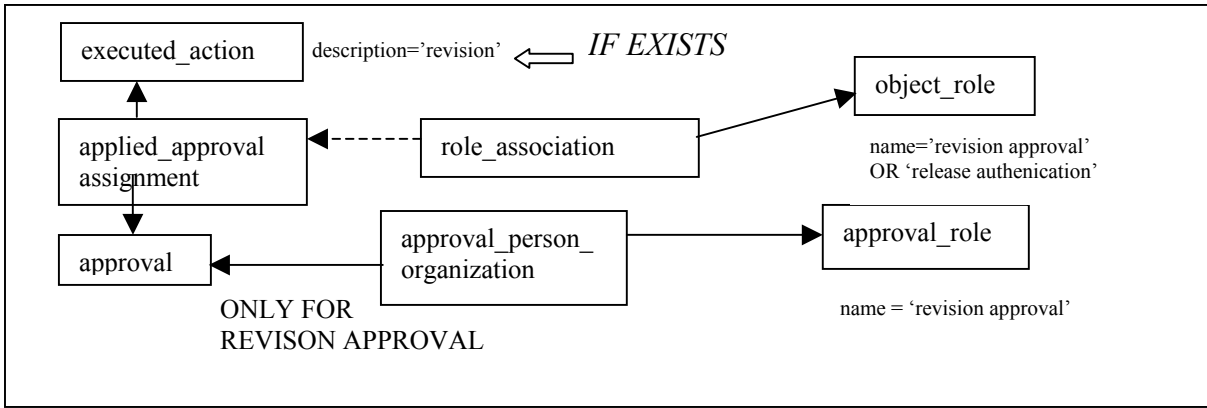 executed_action
description=’revision’
IF EXISTS
object_role
applied_approval
assignment
role_association
name=’revision approval’
OR ‘release authenication’
approval
approval_person_
organization
approval_role
ONLY FOR
REVISON APPROVAL
name = ‘revision approval’